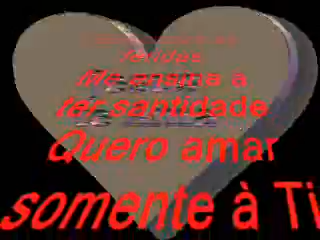 feridas
Me ensina a
ter santidade
Quero amar
somente à Ti